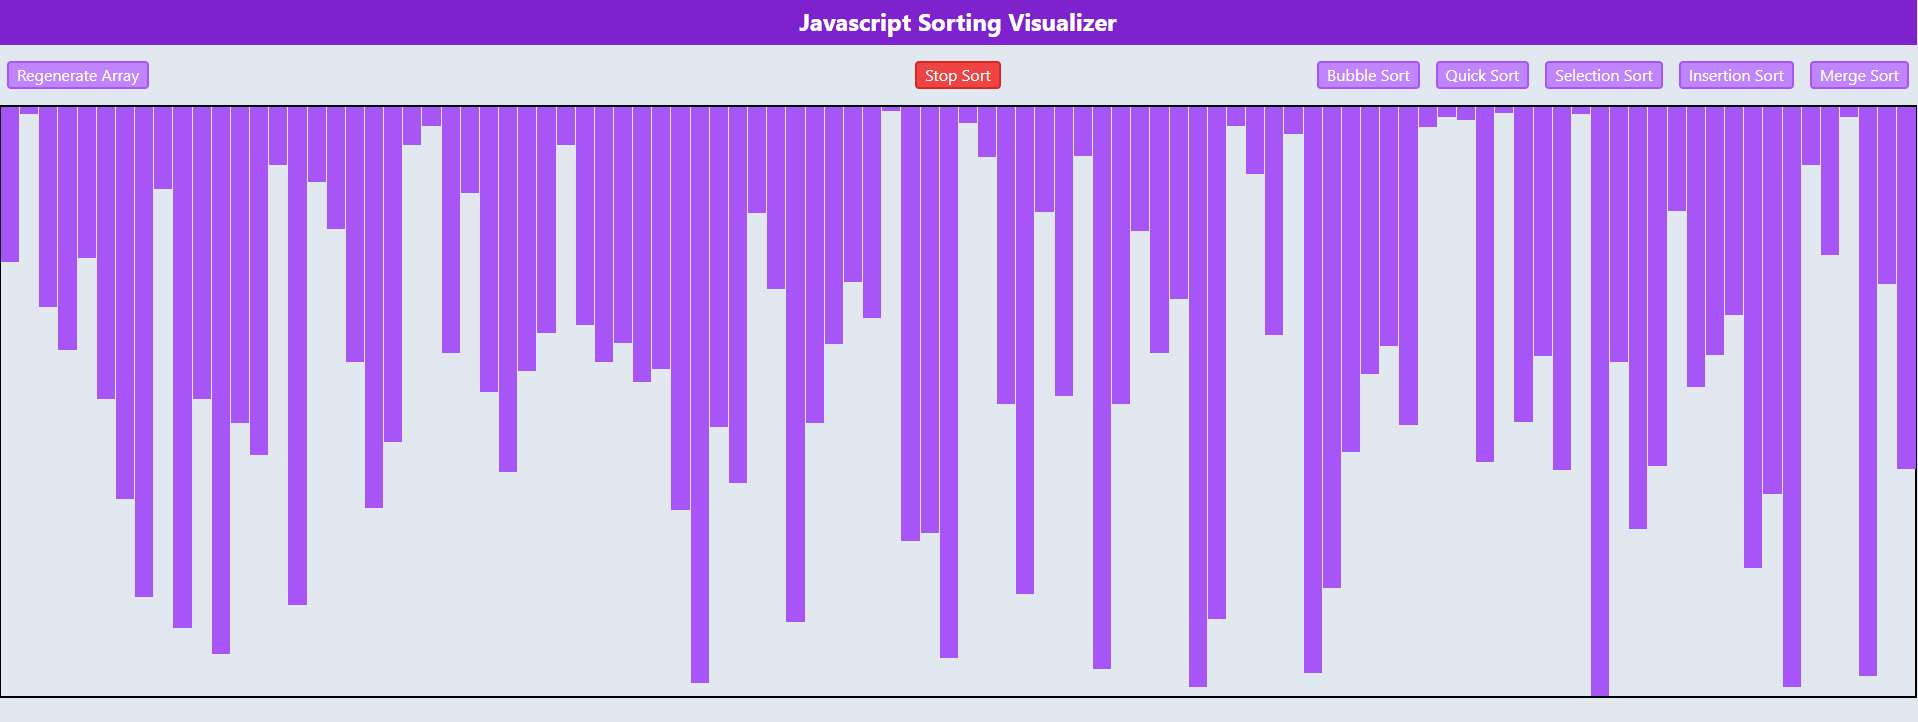 Javascript Sorting Visualizer
Regenerate Array
Stop Sort
Bubble Sort
Quick Sort
Selection Sort
Insertion Sort
Merge Sort